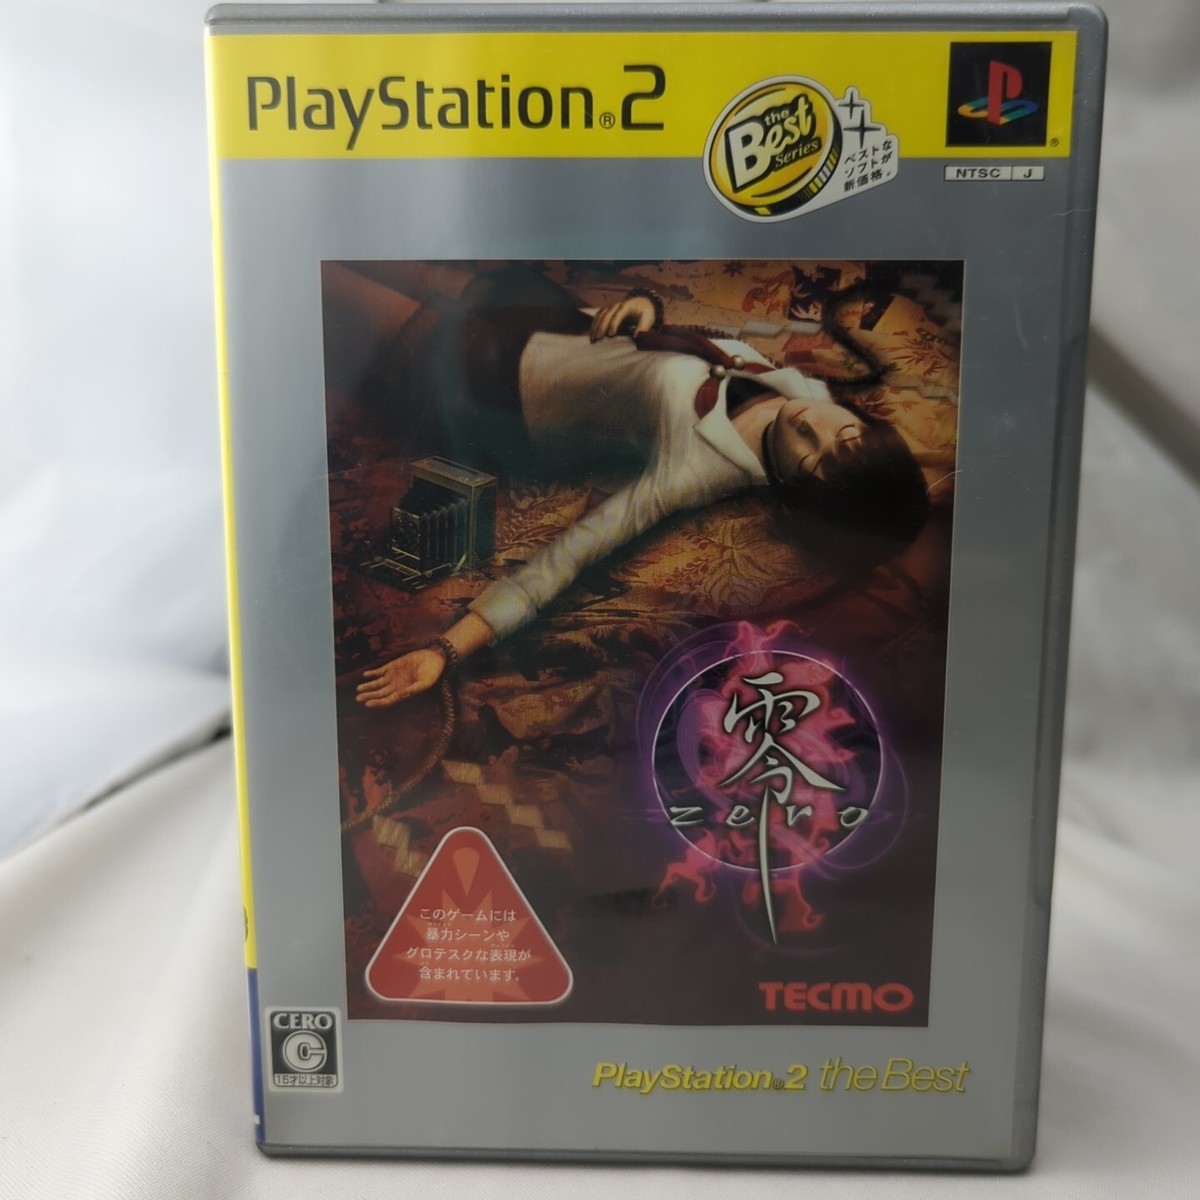 PlayStation®2
the
Best
Series
ベストな
ソフトが
新価格。
®
NTSC J
零
zero
このゲームには
暴力シーンや
グロテスクな表現が
含まれています。
TECMO
CERO
C
15才以上対象
PlayStation®2 the Best